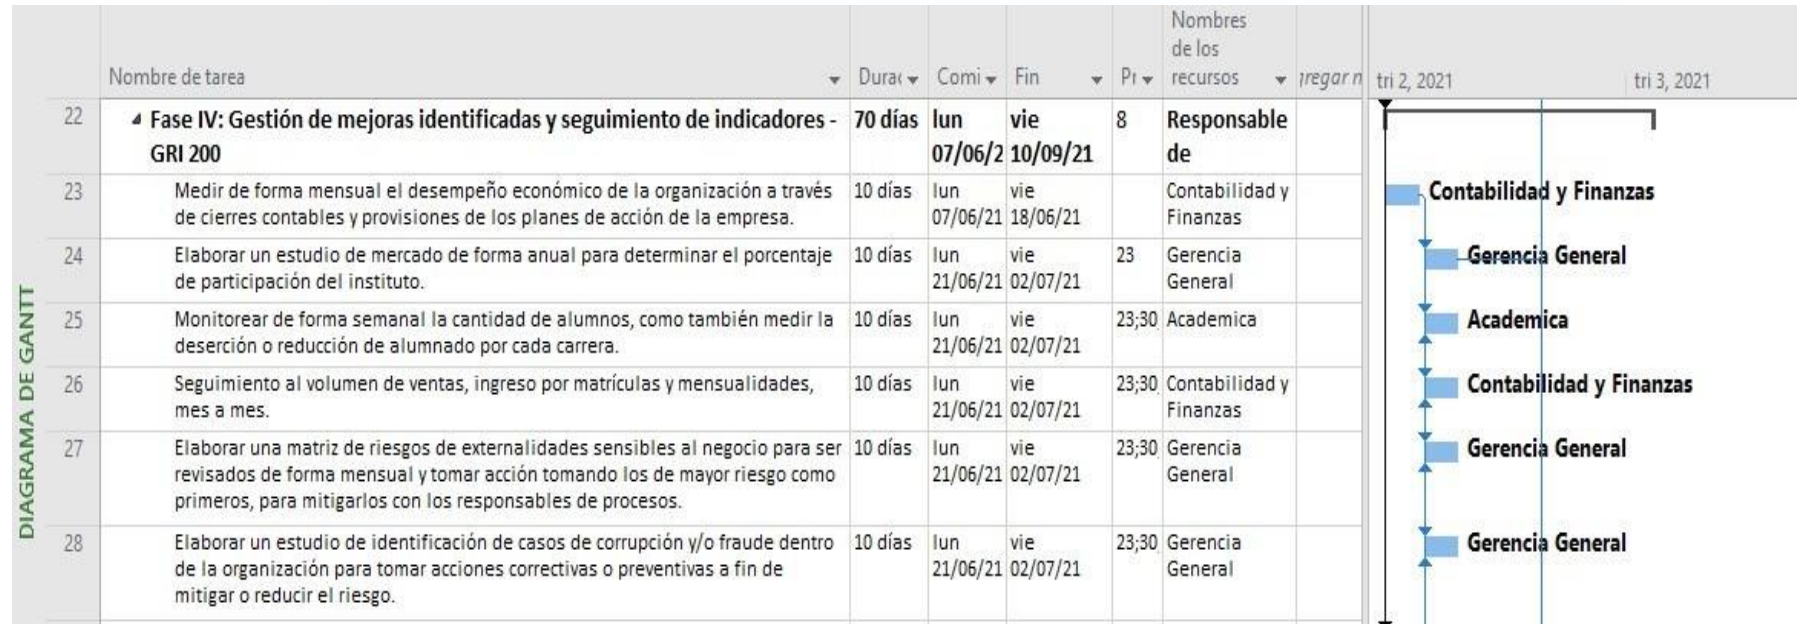 DIAGRAMA DE GANTT
Nombre de tarea
Comi
Fin
Nombres
de los
recursos
tri 2, 2021
tri 3, 2021
22
Fase IV: Gestión de mejoras identificadas y seguimiento de indicadores -
GRI 200
70 días
lun
07/06/2
vie
10/09/21
8
Responsable
de
23
Medir de forma mensual el desempeño económico de la organización a través
de cierres contables y provisiones de los planes de acción de la empresa.
10 días
lun
07/06/21
vie
18/06/21
Contabilidad y
Finanzas
Contabilidad y Finanzas
24
Elaborar un estudio de mercado de forma anual para determinar el porcentaje
de participación del instituto.
10 días
lun
21/06/21
vie
02/07/21
23
Gerencia
General
Gerencia General
25
Monitorear de forma semanal la cantidad de alumnos, como también medir la
deserción o reducción de alumnado por cada carrera.
10 días
lun
21/06/21
vie
02/07/21
23;30
Academica
Academica
26
Seguimiento al volumen de ventas, ingreso por matrículas y mensualidades,
mes a mes.
10 días
lun
21/06/21
vie
02/07/21
23;30
Contabilidad y
Finanzas
Contabilidad y Finanzas
27
Elaborar una matriz de riesgos de externalidades sensibles al negocio para ser
revisados de forma mensual y tomar acción tomando los de mayor riesgo como
primeros, para mitigarlos con los responsables de procesos.
10 días
lun
21/06/21
vie
02/07/21
23;30
Gerencia
General
Gerencia General
28
Elaborar un estudio de identificación de casos de corrupción y/o fraude dentro
de la organización para tomar acciones correctivas o preventivas a fin de
mitigar o reducir el riesgo.
10 días
lun
21/06/21
vie
02/07/21
23;30
Gerencia
General
Gerencia General